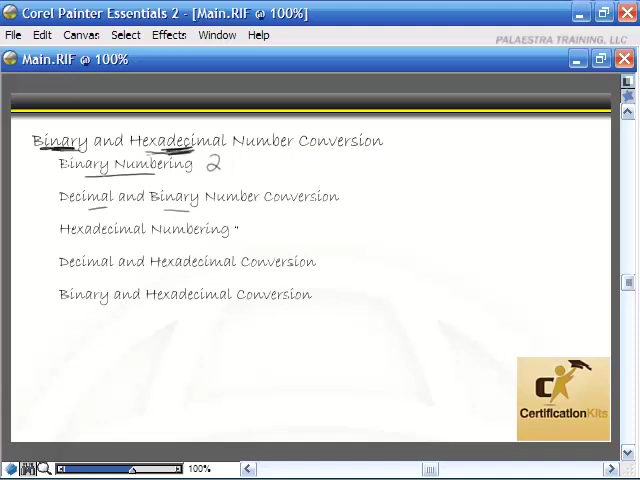 Corel Painter Essentials 2 - [Main.RIF @ 100%]
File Edit Canvas Select Effects Window Help
PALAESTRA TRAINING, LLC
Main.RIF @ 100%
Binary and Hexadecimal Number Conversion
Binary Numbering 2
Decimal and Binary Number Conversion
Hexadecimal Numbering
Decimal and Hexadecimal Conversion
Binary and Hexadecimal Conversion
CK
CertificationKits
100%